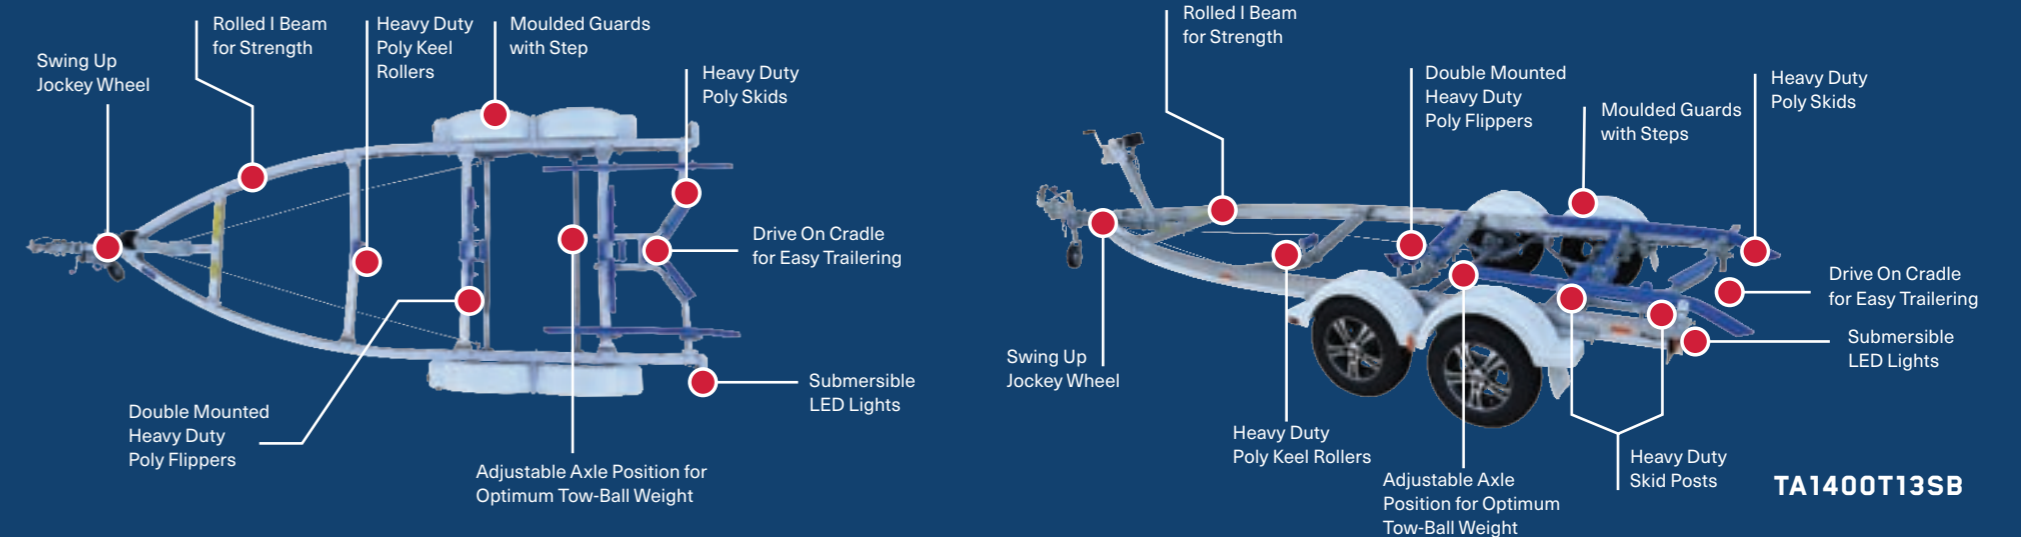 Swing Up
Jockey Wheel
Rolled I Beam
for Strength
Heavy Duty
Poly Keel
Rollers
Moulded Guards
with Step
Heavy Duty
Poly Skids
Drive On Cradle
for Easy Trailering
Submersible
LED Lights
Double Mounted
Heavy Duty
Poly Flippers
Adjustable Axle Position for
Optimum Tow-Ball Weight
Rolled I Beam
for Strength
Double Mounted
Heavy Duty
Poly Flippers
Moulded Guards
with Steps
Heavy Duty
Poly Skids
Drive On Cradle
for Easy Trailering
Submersible
LED Lights
Swing Up
Jockey Wheel
Heavy Duty
Poly Keel Rollers
Adjustable Axle
Position for Optimum
Tow-Ball Weight
Heavy Duty
Skid Posts
TA1400T13SB